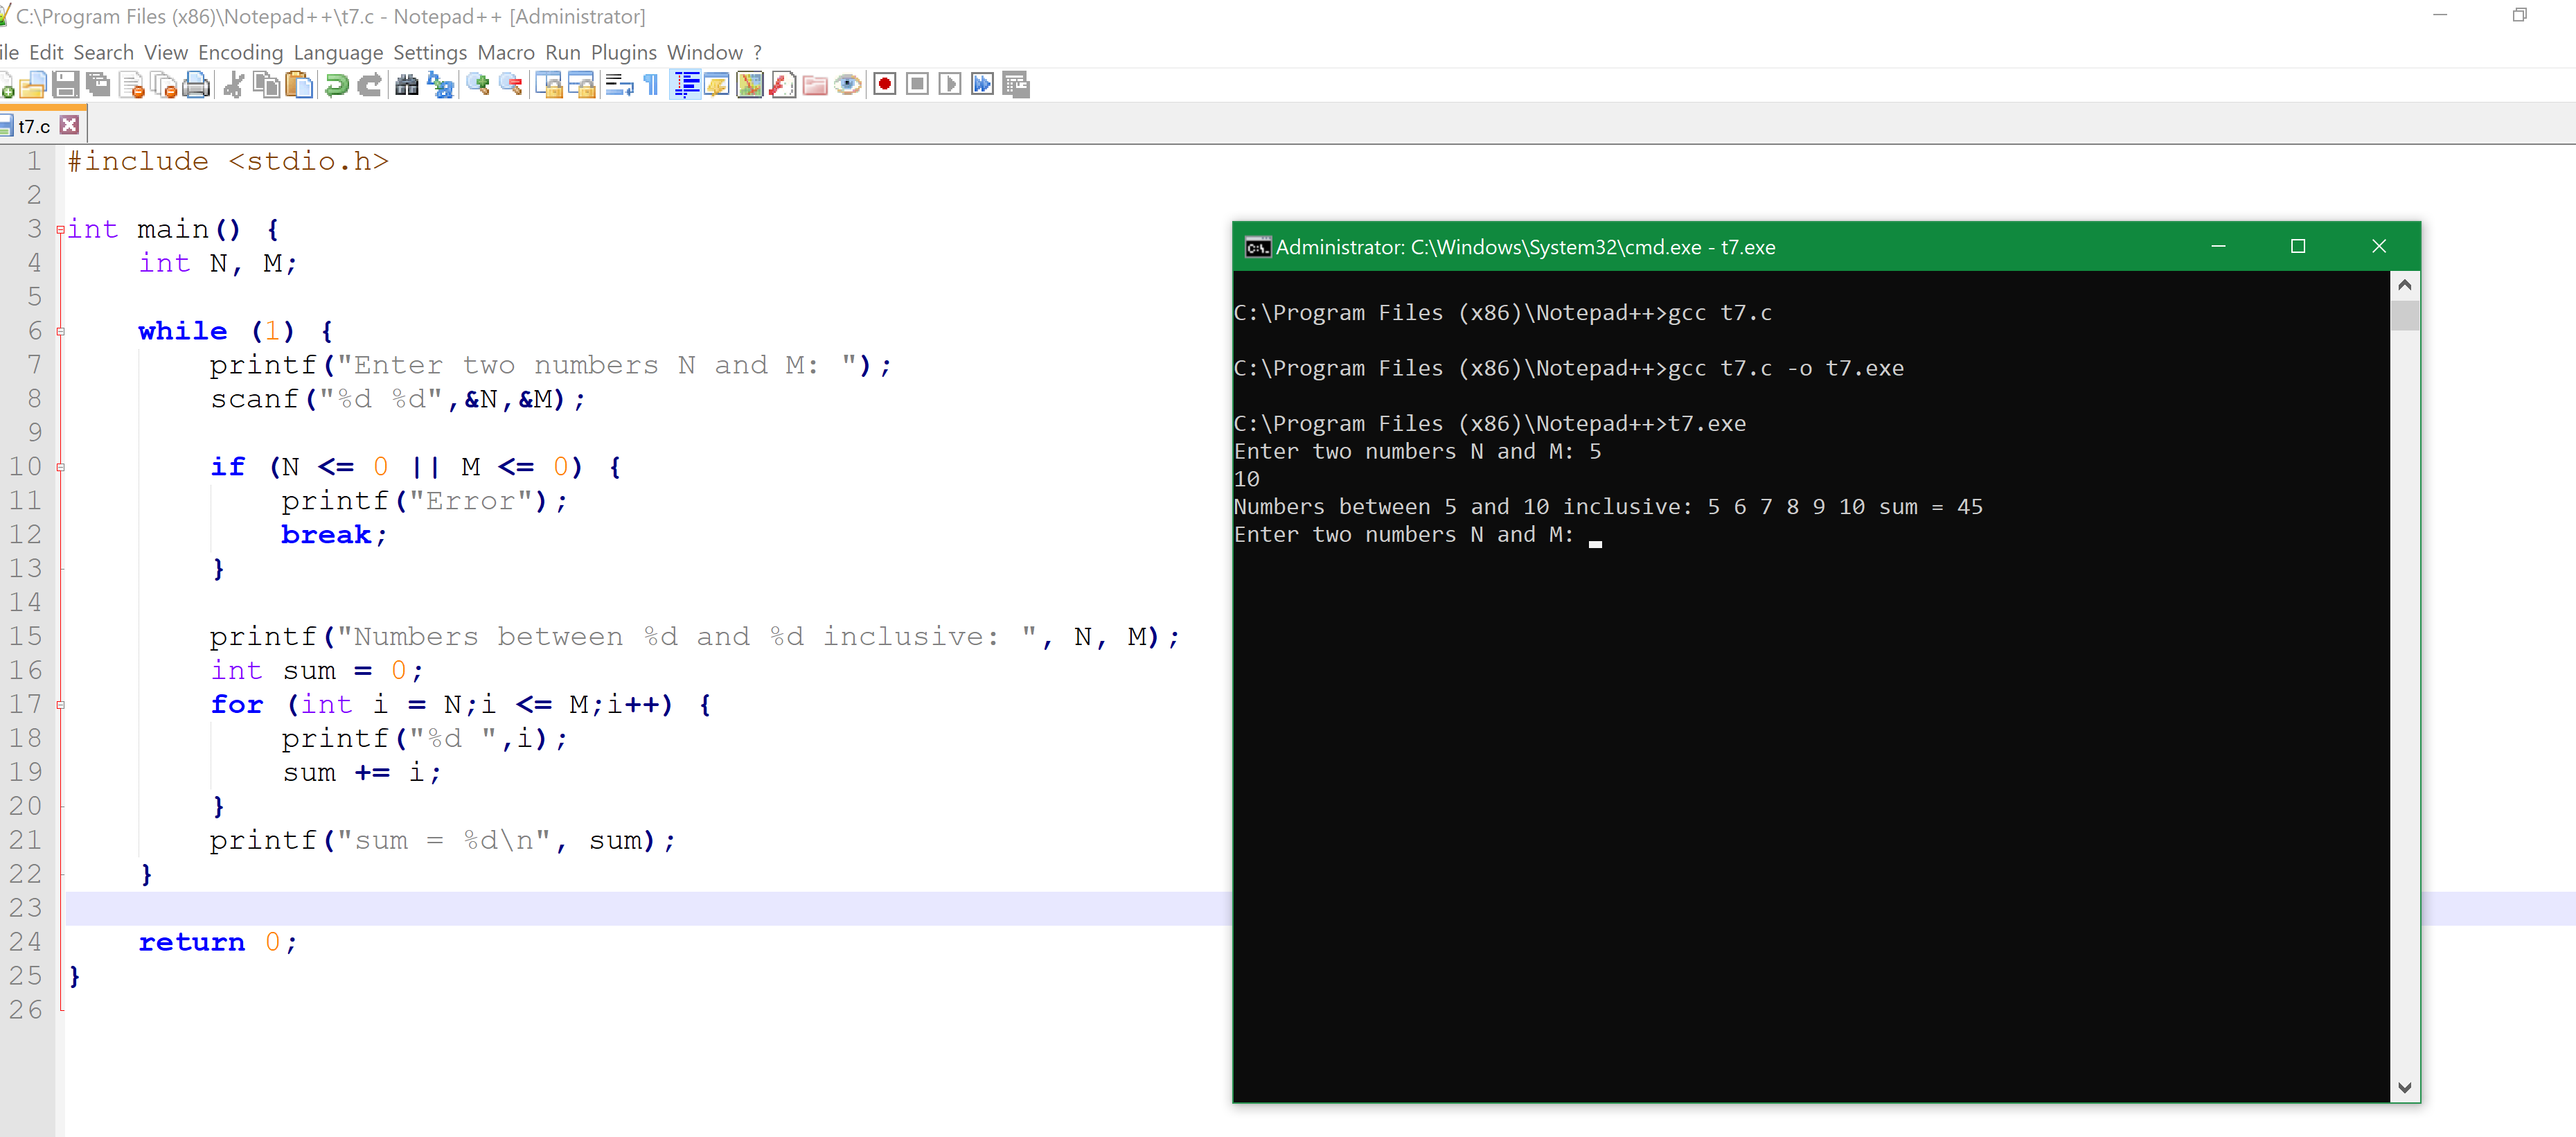 C:\Program Files (x86)\Notepad++\t7.c - Notepad++ [Administrator]
ile Edit Search View Encoding Language Settings Macro Run Plugins Window ?
t7.c
1 #include <stdio.h>
2
3 int main() {
4     int N, M;
5
6     while (1) {
7         printf("Enter two numbers N and M: ");
8         scanf("%d %d",&N,&M);
9
10         if (N <= 0 || M <= 0) {
11             printf("Error");
12             break;
13         }
14
15         printf("Numbers between %d and %d inclusive: ", N, M);
16         int sum = 0;
17         for (int i = N;i <= M;i++) {
18             printf("%d ",i);
19             sum += i;
20         }
21         printf("sum = %d\n", sum);
22     }
23
24     return 0;
25 }
26
Administrator: C:\Windows\System32\cmd.exe - t7.exe
C:\Program Files (x86)\Notepad++>gcc t7.c
C:\Program Files (x86)\Notepad++>gcc t7.c -o t7.exe
C:\Program Files (x86)\Notepad++>t7.exe
Enter two numbers N and M: 5
10
Numbers between 5 and 10 inclusive: 5 6 7 8 9 10 sum = 45
Enter two numbers N and M: